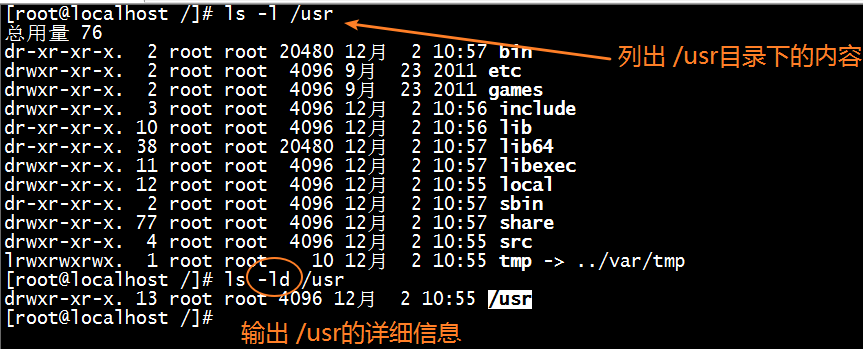 [root@localhost /]# ls -l /usr
总用量 76
dr-xr-xr-x.  2 root root 20480 12月  2 10:57 bin
drwxr-xr-x.  2 root root  4096 9月  23 2011 etc
drwxr-xr-x.  2 root root  4096 9月  23 2011 games
drwxr-xr-x.  3 root root  4096 12月  2 10:56 include
dr-xr-xr-x. 10 root root  4096 12月  2 10:56 lib
dr-xr-xr-x. 38 root root 20480 12月  2 10:57 lib64
drwxr-xr-x. 11 root root  4096 12月  2 10:57 libexec
drwxr-xr-x. 12 root root  4096 12月  2 10:55 local
dr-xr-xr-x.  2 root root  4096 12月  2 10:57 sbin
drwxr-xr-x. 77 root root  4096 12月  2 10:57 share
drwxr-xr-x.  4 root root  4096 12月  2 10:55 src
lrwxrwxrwx.  1 root root    10 12月  2 10:55 tmp -> ../var/tmp
[root@localhost /]# ls -ld /usr
drwxr-xr-x. 13 root root 4096 12月  2 10:55 /usr
[root@localhost /]#
列出 /usr目录下的内容
输出 /usr的详细信息